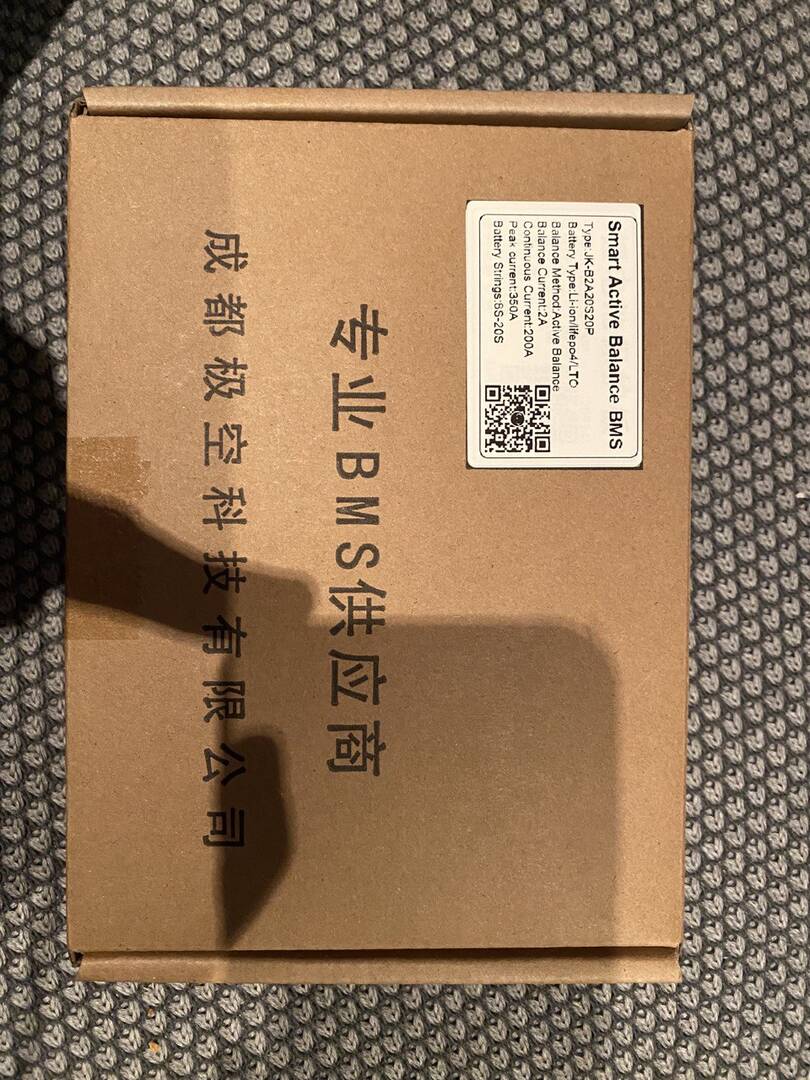 Smart Active Balance BMS
Type:JK-B2A20S20P
Battery Type:Li-ion/lifepo4/LTO
Balance Method:Active Balance
Balance Current:2A
Continuous Current:200A
Peak current:350A
Battery Strings:8S-20S
专业BMS供应商
成都极空科技有限公司